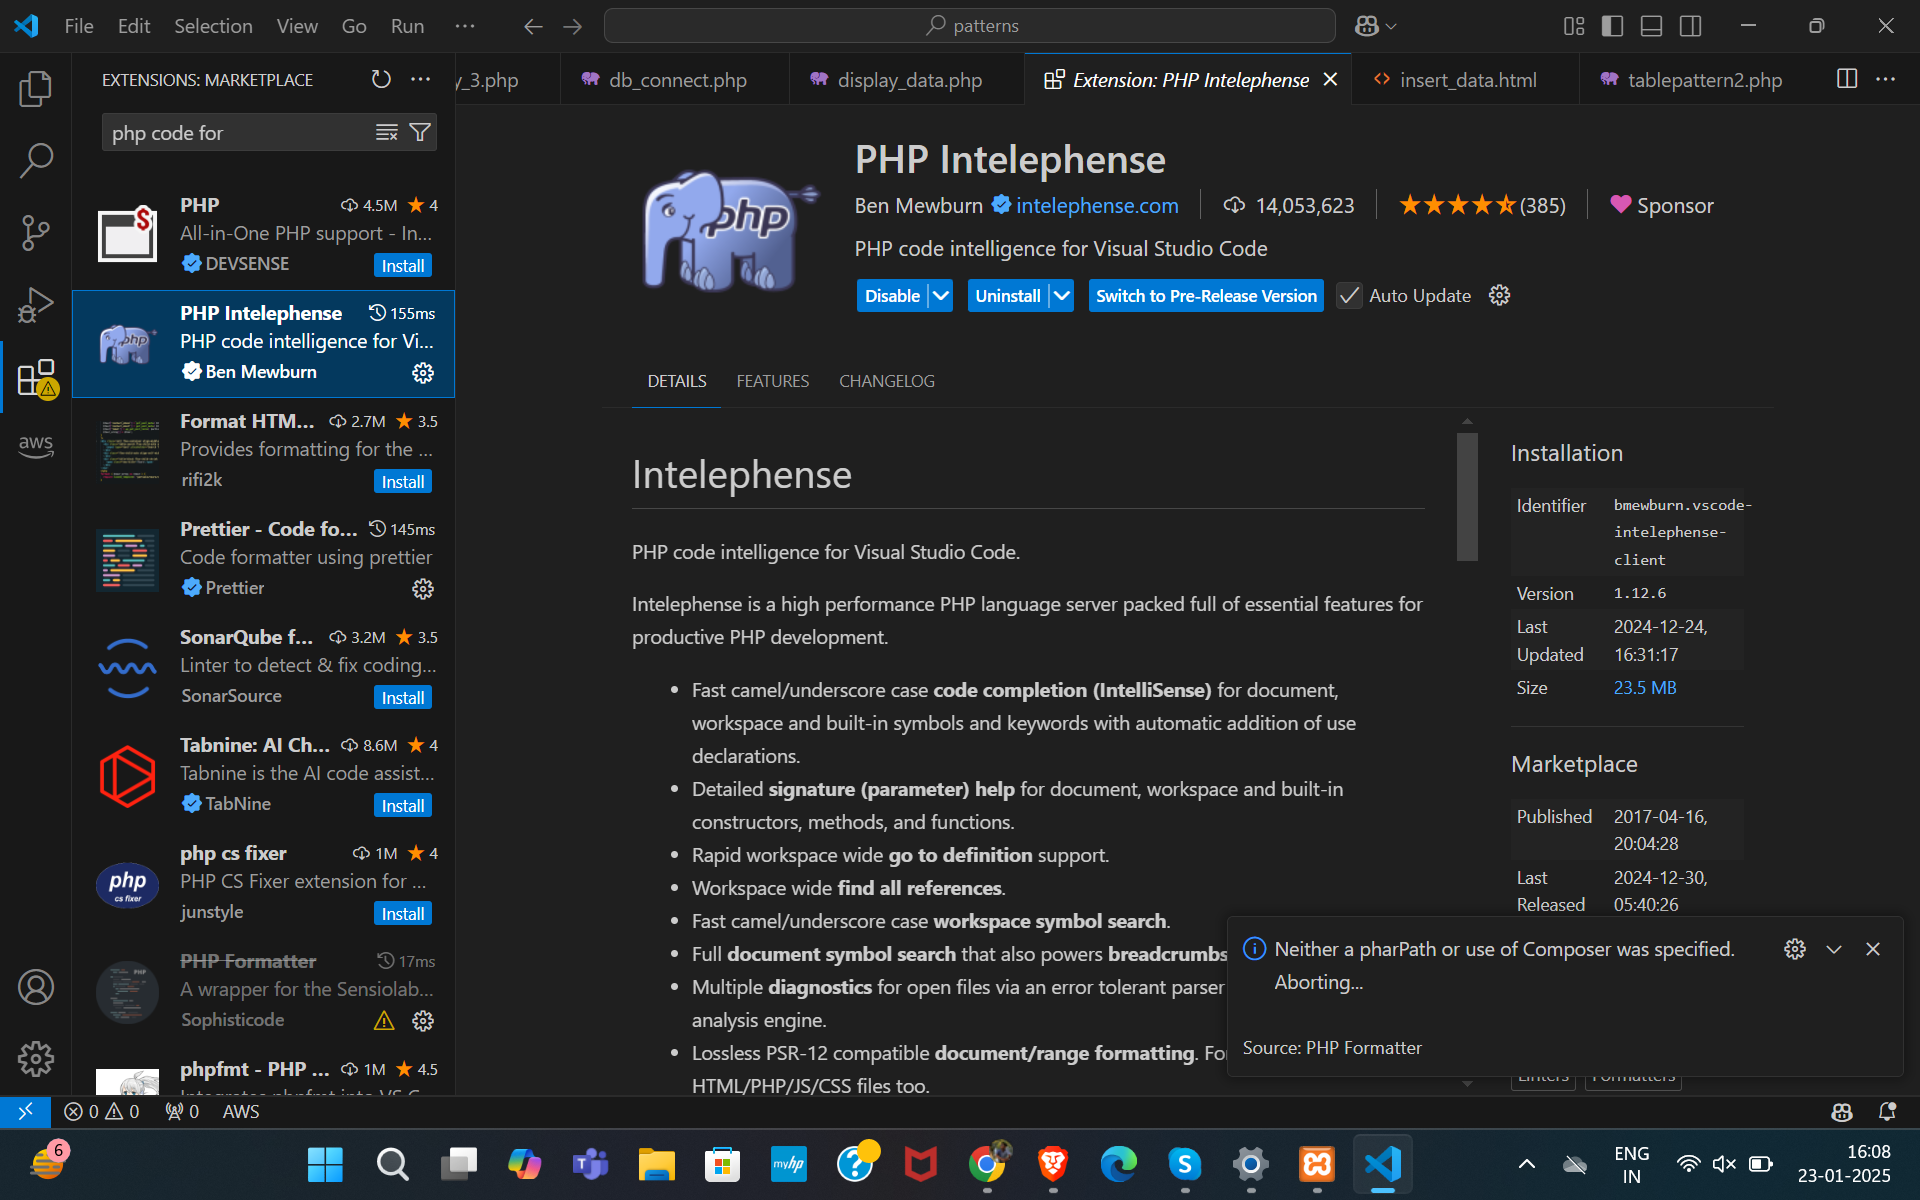 File Edit Selection View Go Run ···
patterns
EXTENSIONS: MARKETPLACE
y_3.php
db_connect.php
display_data.php
Extension: PHP Intelephense
insert_data.html
tablepattern2.php
php code for
PHP 4.5M 4
All-in-One PHP support - In...
DEVSENSE Install
PHP Intelephense 155ms
PHP code intelligence for Vi...
Ben Mewburn
Format HTM... 2.7M 3.5
Provides formatting for the ...
rifi2k Install
Prettier - Code fo... 145ms
Code formatter using prettier
Prettier
SonarQube f... 3.2M 3.5
Linter to detect & fix coding...
SonarSource Install
Tabnine: AI Ch... 8.6M 4
Tabnine is the AI code assist...
TabNine Install
php
cs fixer
php cs fixer 1M 4
PHP CS Fixer extension for ...
junstyle Install
PHP Formatter 17ms
A wrapper for the Sensiolab...
Sophisticode
phpfmt - PHP ... 1M 4.5
aws
php
PHP Intelephense
Ben Mewburn intelephense.com 14,053,623 (385) Sponsor
PHP code intelligence for Visual Studio Code
Disable Uninstall Switch to Pre-Release Version Auto Update
DETAILS FEATURES CHANGELOG
Intelephense
PHP code intelligence for Visual Studio Code.
Intelephense is a high performance PHP language server packed full of essential features for
productive PHP development.
• Fast camel/underscore case code completion (IntelliSense) for document,
workspace and built-in symbols and keywords with automatic addition of use
declarations.
• Detailed signature (parameter) help for document, workspace and built-in
constructors, methods, and functions.
• Rapid workspace wide go to definition support.
• Workspace wide find all references.
• Fast camel/underscore case workspace symbol search.
• Full document symbol search that also powers breadcrumbs
• Multiple diagnostics for open files via an error tolerant parser
analysis engine.
• Lossless PSR-12 compatible document/range formatting. Fo
HTML/PHP/JS/CSS files too.
Installation
Identifier bmewburn.vscode-
intelephense-
client
Version 1.12.6
Last 2024-12-24,
Updated 16:31:17
Size 23.5 MB
Marketplace
Published 2017-04-16,
20:04:28
Last 2024-12-30,
Released 05:40:26
Neither a pharPath or use of Composer was specified.
Aborting...
Source: PHP Formatter
Linters Formatters
0 0 0 AWS
6
myhp
ENG
IN
16:08
23-01-2025